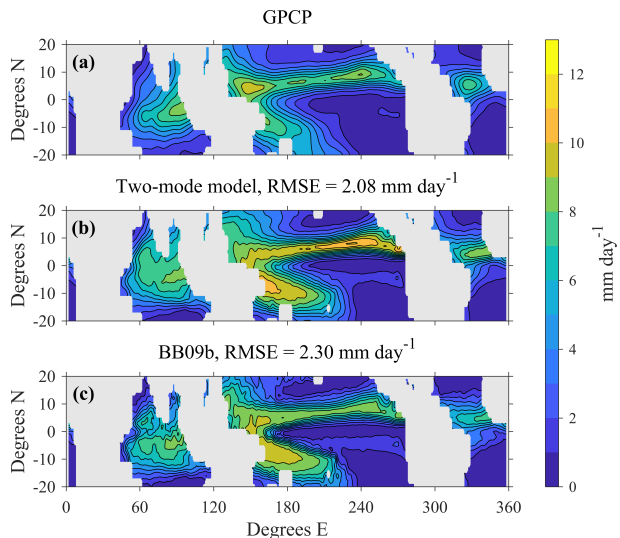 GPCP
(a)
20
10
0
-10
-20
Degrees N
Two-mode model, RMSE = 2.08 mm day-1
(b)
20
10
0
-10
-20
Degrees N
BB09b, RMSE = 2.30 mm day-1
(c)
20
10
0
-10
-20
Degrees N
0 60 120 180 240 300 360
Degrees E
12
10
8
6
4
2
0
mm day-1